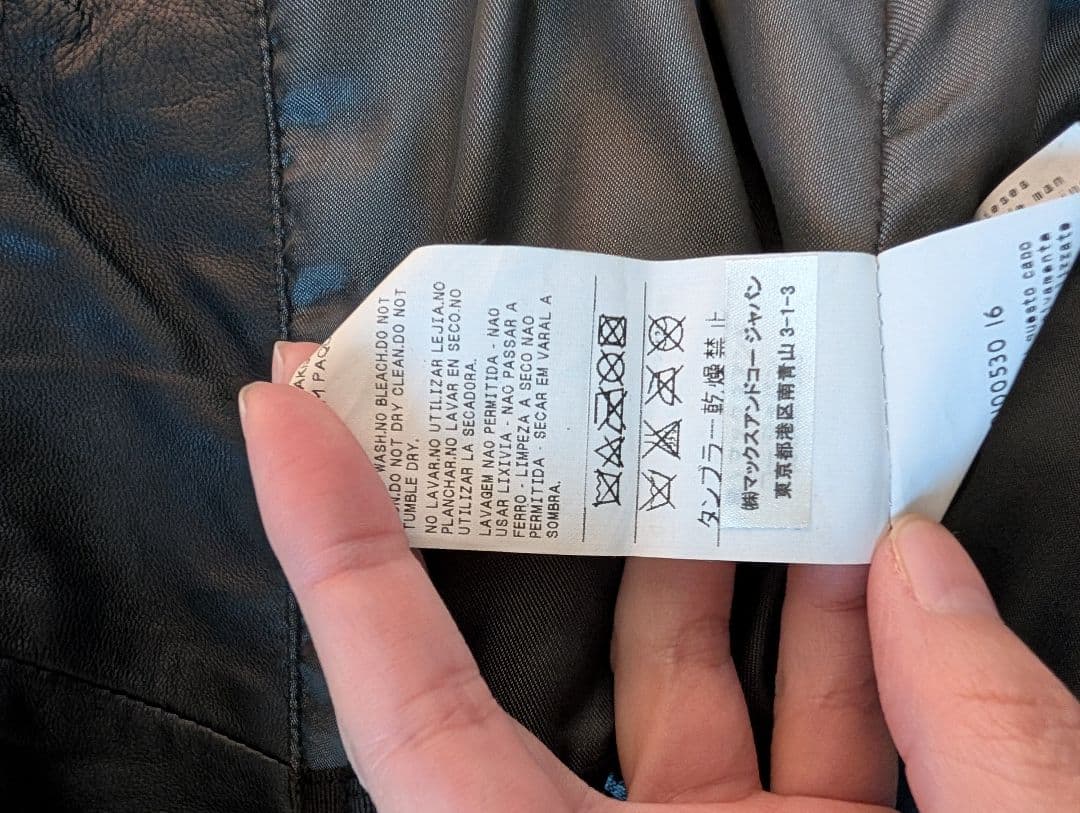 WASH.NO BLEACH.DO NOT
DO NOT DRY CLEAN.DO NOT
TUMBLE DRY.
NO LAVAR.NO UTILIZAR LEJIA.NO
PLANCHAR.NO LAVAR EN SECO.NO
UTILIZAR LA SECADORA.
LAVAGEM NAO PERMITIDA - NAO
USAR LIXIVIA - NAO PASSAR A
FERRO - LIMPEZA A SECO NAO
PERMITIDA - SECAR EM VARAL A
SOMBRA.
タンブラー乾燥禁止
㈱マックスアンドコージャパン
東京都港区南青山 3-1-3
00530 16
questo capo